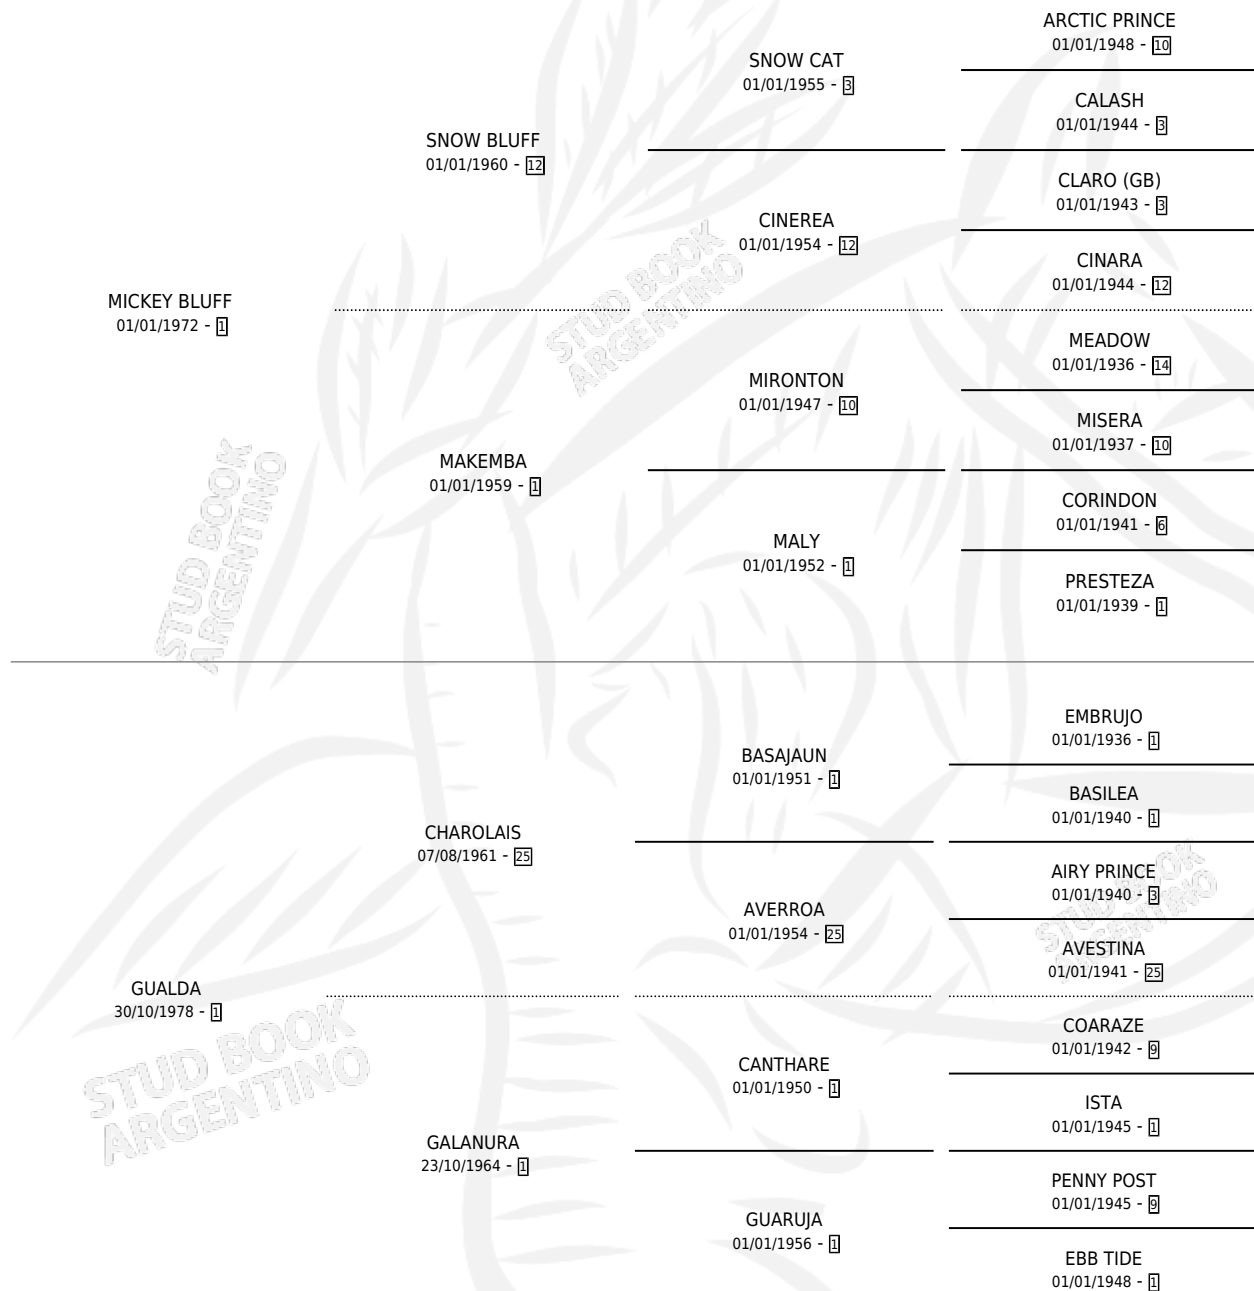 ARCTIC PRINCE
01/01/1948 - 10
SNOW CAT
01/01/1955 - 3
CALASH
01/01/1944 - 3
SNOW BLUFF
01/01/1960 - 12
CLARO (GB)
01/01/1943 - 3
CINEREA
01/01/1954 - 12
CINARA
01/01/1944 - 12
MICKEY BLUFF
01/01/1972 - 1
MEADOW
01/01/1936 - 14
MIRONTON
01/01/1947 - 10
MISERA
01/01/1937 - 10
MAKEMBA
01/01/1959 - 1
CORINDON
01/01/1941 - 6
MALY
01/01/1952 - 1
PRESTEZA
01/01/1939 - 1
EMBRUJO
01/01/1936 - 1
BASAJAUN
01/01/1951 - 1
BASILEA
01/01/1940 - 1
CHAROLAIS
07/08/1961 - 25
AIRY PRINCE
01/01/1940 - 3
AVERROA
01/01/1954 - 25
AVESTINA
01/01/1941 - 25
GUALDA
30/10/1978 - 1
COARAZE
01/01/1942 - 9
CANTHARE
01/01/1950 - 1
ISTA
01/01/1945 - 1
GALANURA
23/10/1964 - 1
PENNY POST
01/01/1945 - 9
GUARUJA
01/01/1956 - 1
EBB TIDE
01/01/1948 - 1
STUD BOOK
ARGENTINO
STUD BOOK
ARGENTINO
STUD BOOK
ARGENTINO
STUD BOOK
ARGENTINO